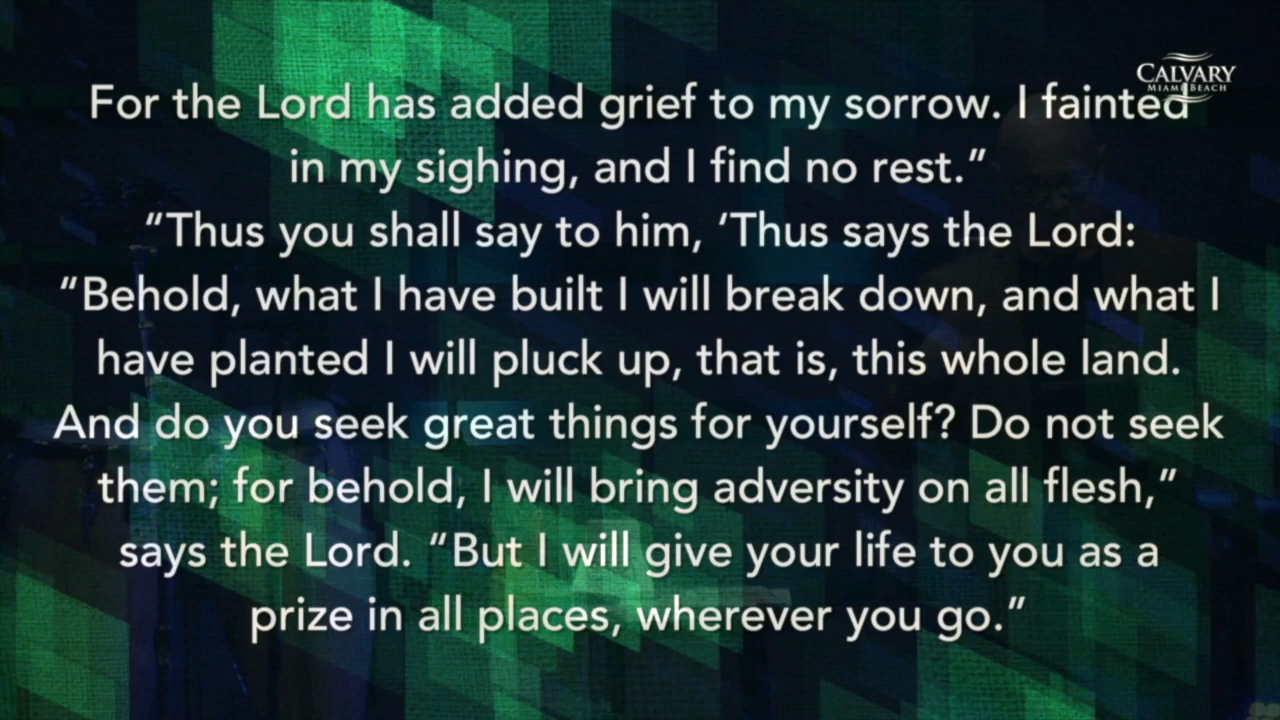 CALVARY
MIAMI BEACH
For the Lord has added grief to my sorrow. I fainted
in my sighing, and I find no rest.”
“Thus you shall say to him, ‘Thus says the Lord:
“Behold, what I have built I will break down, and what I
have planted I will pluck up, that is, this whole land.
And do you seek great things for yourself? Do not seek
them; for behold, I will bring adversity on all flesh,”
says the Lord. “But I will give your life to you as a
prize in all places, wherever you go.”